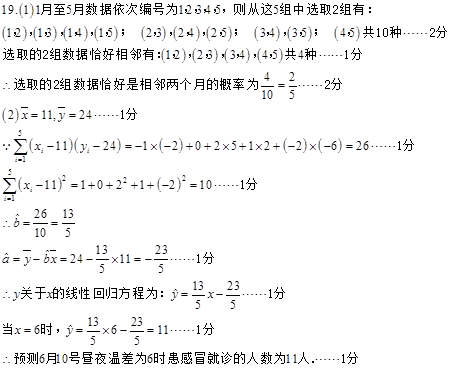 19.(1)1月至5月数据依次编号为1,2,3,4,5，则从这5组中选取2组有：
(1,2),(1,3),(1,4),(1,5); (2,3),(2,4),(2,5); (3,4),(3,5); (4,5)共10种……2分
选取的2组数据恰好相邻有:(1,2),(2,3),(3,4),(4,5)共4种……1分
∴选取的2组数据恰好是相邻两个月的概率为4/10=2/5……2分
(2)x̄=11,ȳ=24……1分
∵∑_{i=1}^{5}(x_i-11)(y_i-24)=-1×(-2)+0+2×5+1×2+(-2)×(-6)=26……1分
∑_{i=1}^{5}(x_i-11)²=1+0+2²+1+(-2)²=10……1分
∴b̂=26/10=13/5
â=ȳ-b̂x̄=24-13/5×11=-23/5……1分
∴y关于x的线性回归方程为：ŷ=13/5x-23/5……1分
当x=6时，ŷ=13/5×6-23/5=11……1分
∴预测6月10号昼夜温差为6时患感冒就诊的人数为11人.……1分